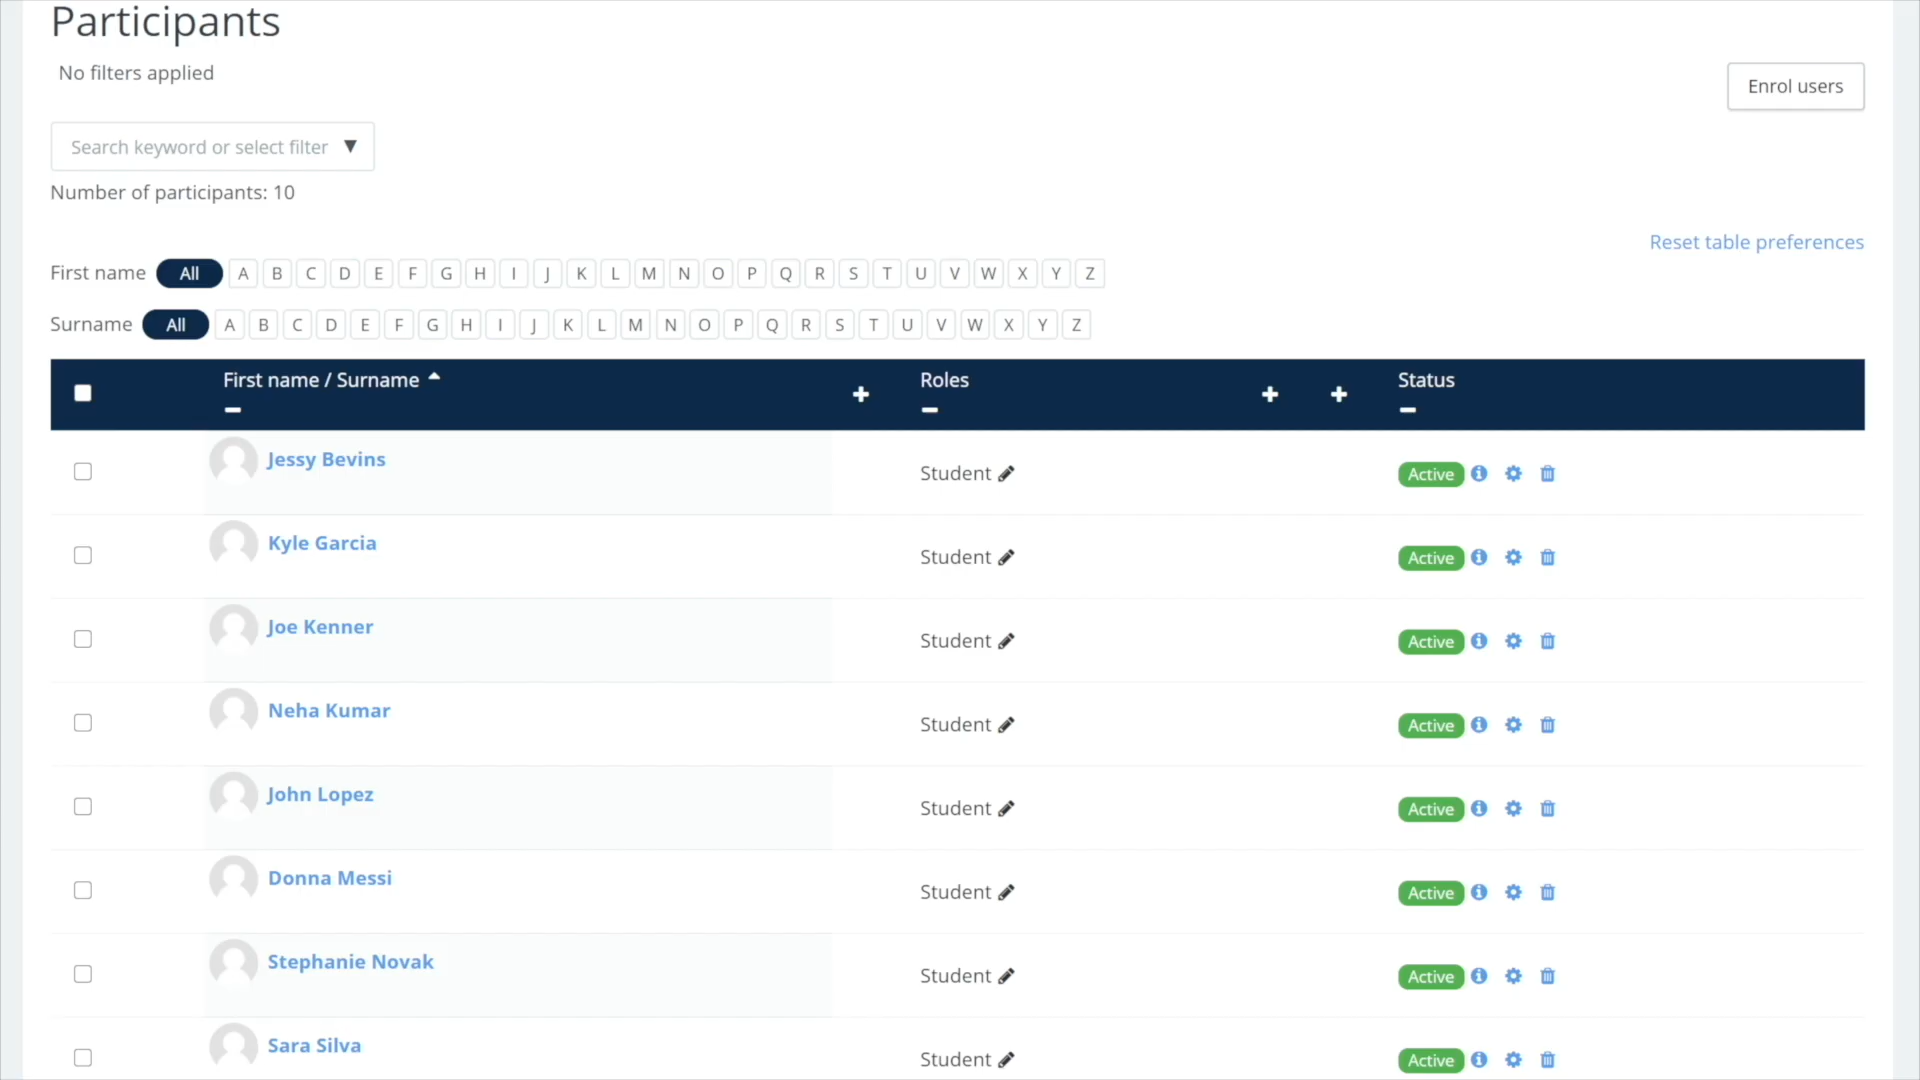 Participants
No filters applied
Enrol users
Search keyword or select filter ▼
Number of participants: 10
Reset table preferences
First name All A B C D E F G H I J K L M N O P Q R S T U V W X Y Z
Surname All A B C D E F G H I J K L M N O P Q R S T U V W X Y Z
First name / Surname Roles Status
Jessy Bevins Student Active
Kyle Garcia Student Active
Joe Kenner Student Active
Neha Kumar Student Active
John Lopez Student Active
Donna Messi Student Active
Stephanie Novak Student Active
Sara Silva Student Active